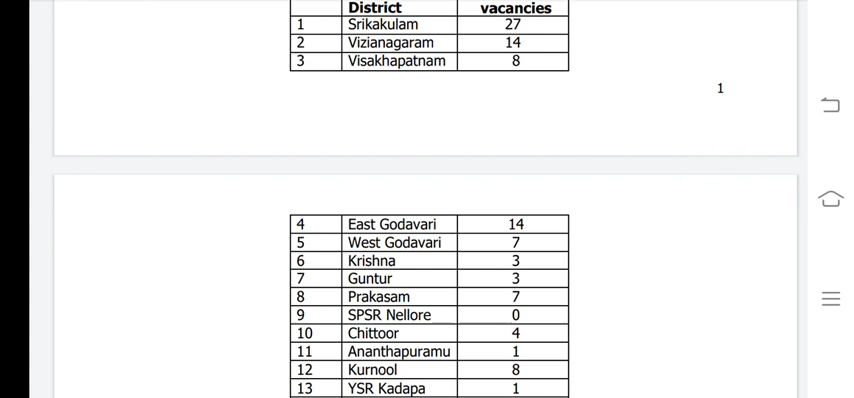 District vacancies
1 Srikakulam 27
2 Vizianagaram 14
3 Visakhapatnam 8
1
4 East Godavari 14
5 West Godavari 7
6 Krishna 3
7 Guntur 3
8 Prakasam 7
9 SPSR Nellore 0
10 Chittoor 4
11 Ananthapuramu 1
12 Kurnool 8
13 YSR Kadapa 1